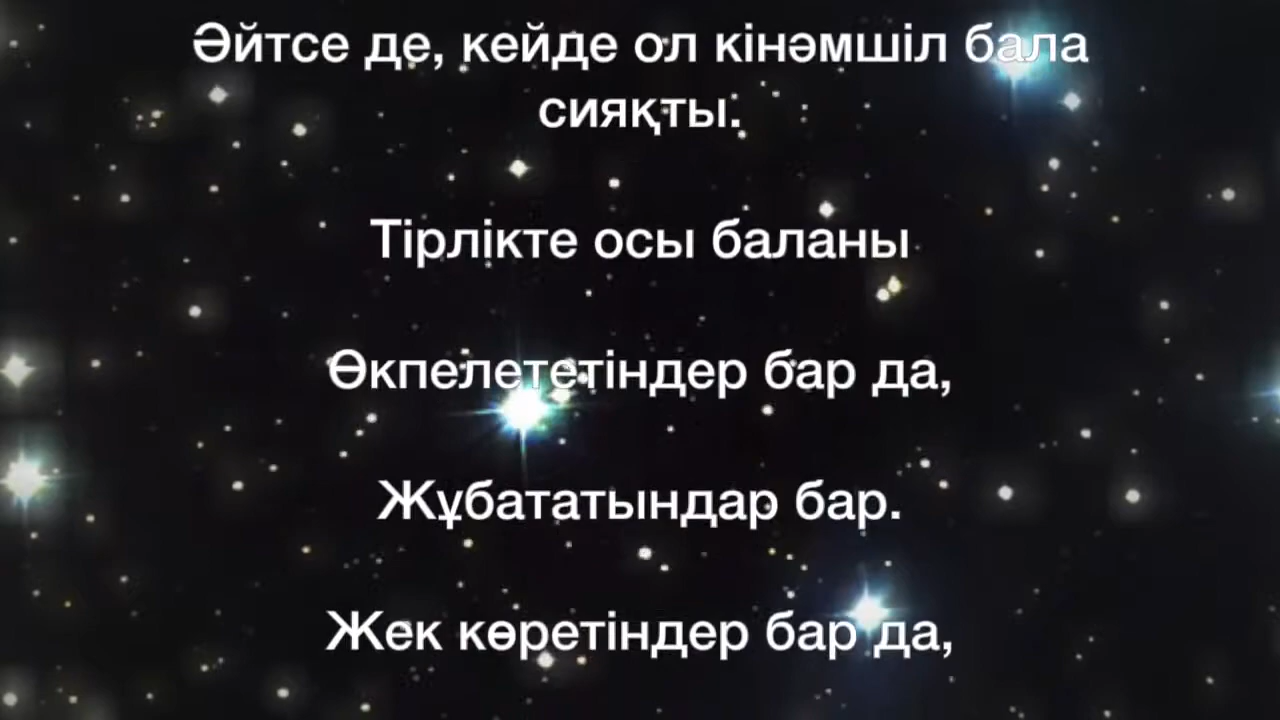 Әйтсе де, кейде ол кінәмшіл бала
сияқты.
Тірлікте осы баланы
Өкпелететіндер бар да,
Жұбататындар бар.
Жек көретіндер бар да,